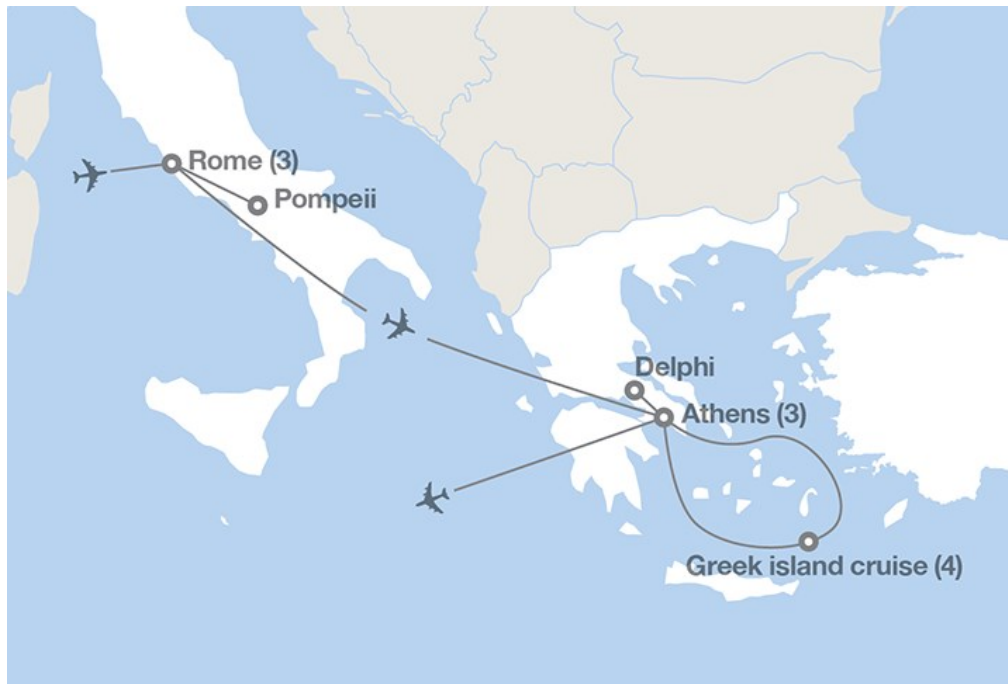 Rome (3)
Pompeii
Delphi
Athens (3)
Greek island cruise (4)